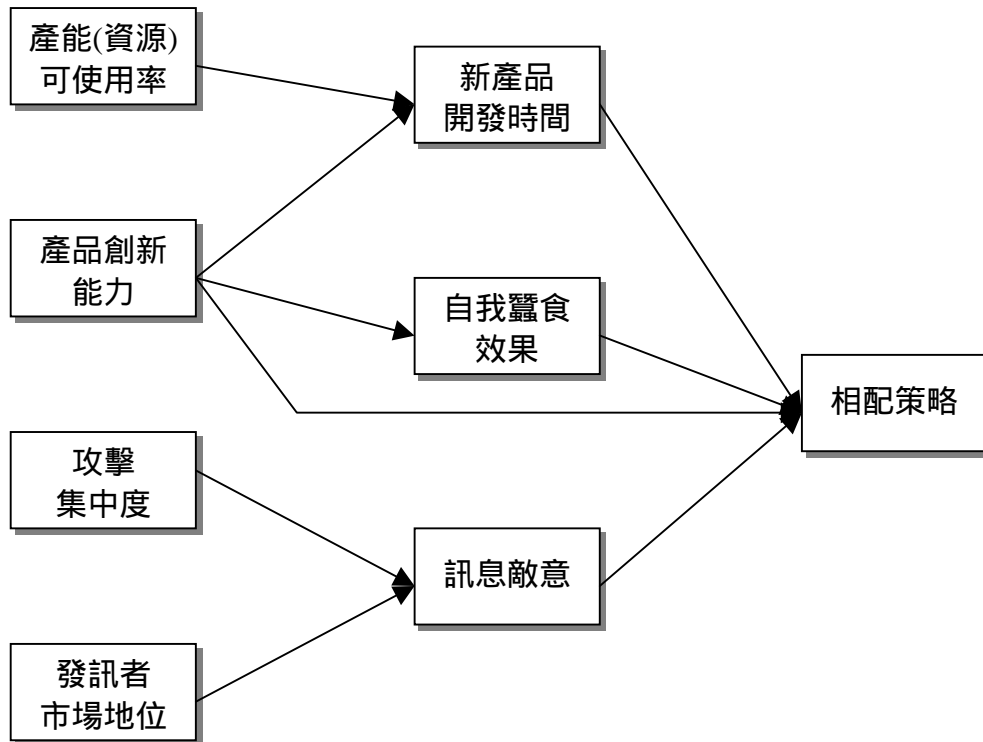 產能(資源)
可使用率
新產品
開發時間
產品創新
能力
自我蠶食
效果
相配策略
攻擊
集中度
訊息敵意
發訊者
市場地位